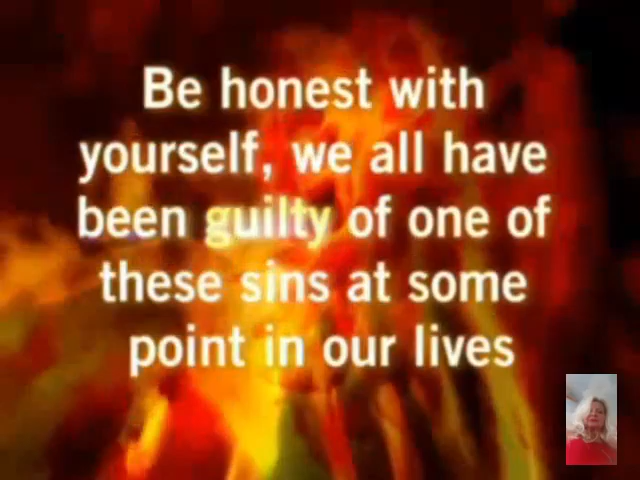 Be honest with
yourself, we all have
been guilty of one of
these sins at some
point in our lives